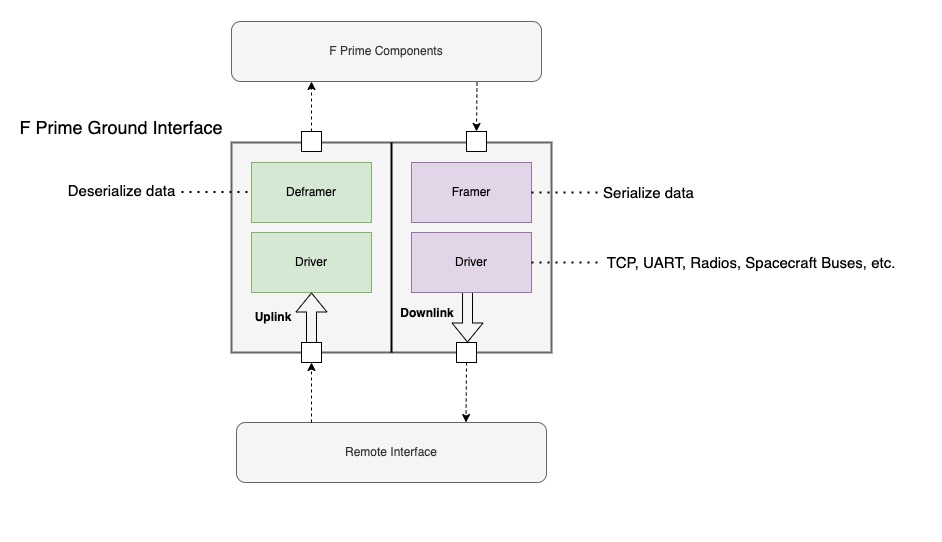 F Prime Components
F Prime Ground Interface
Deserialize data
Deframer
Framer
Serialize data
Driver
Driver
TCP, UART, Radios, Spacecraft Buses, etc.
Uplink
Downlink
Remote Interface